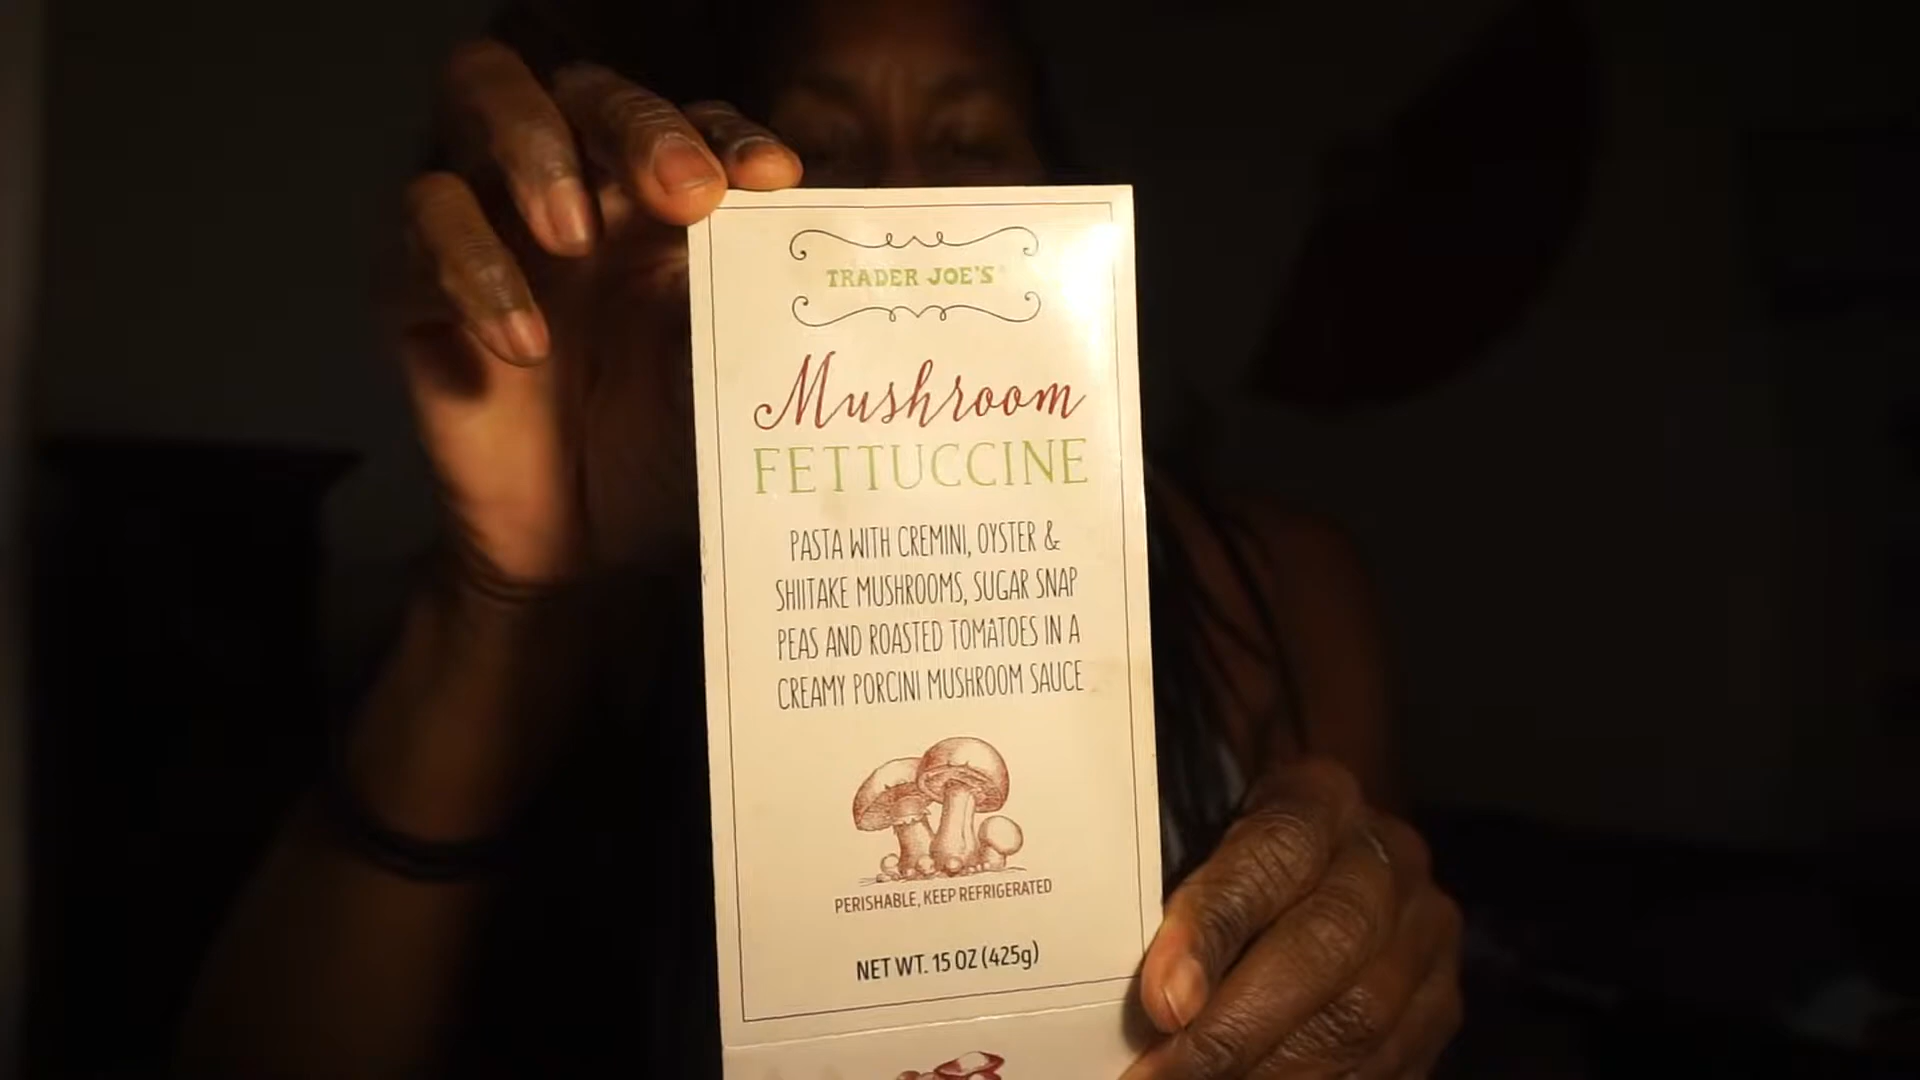 TRADER JOE'S
Mushroom
FETTUCCINE
PASTA WITH CREMINI, OYSTER &
SHIITAKE MUSHROOMS, SUGAR SNAP
PEAS AND ROASTED TOMATOES IN A
CREAMY PORCINI MUSHROOM SAUCE
PERISHABLE, KEEP REFRIGERATED
NET WT. 15 OZ (425g)